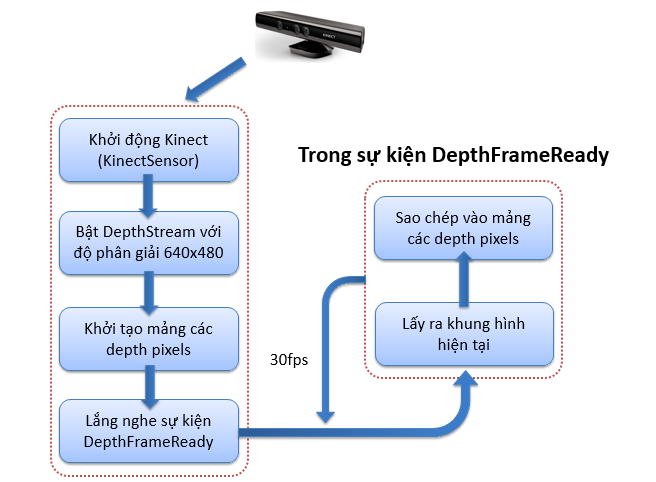 KINECT
Khởi động Kinect
(KinectSensor)
Bật DepthStream với
độ phân giải 640x480
Khởi tạo mảng các
depth pixels
Lắng nghe sự kiện
DepthFrameReady
Trong sự kiện DepthFrameReady
Sao chép vào mảng
các depth pixels
Lấy ra khung hình
hiện tại
30fps